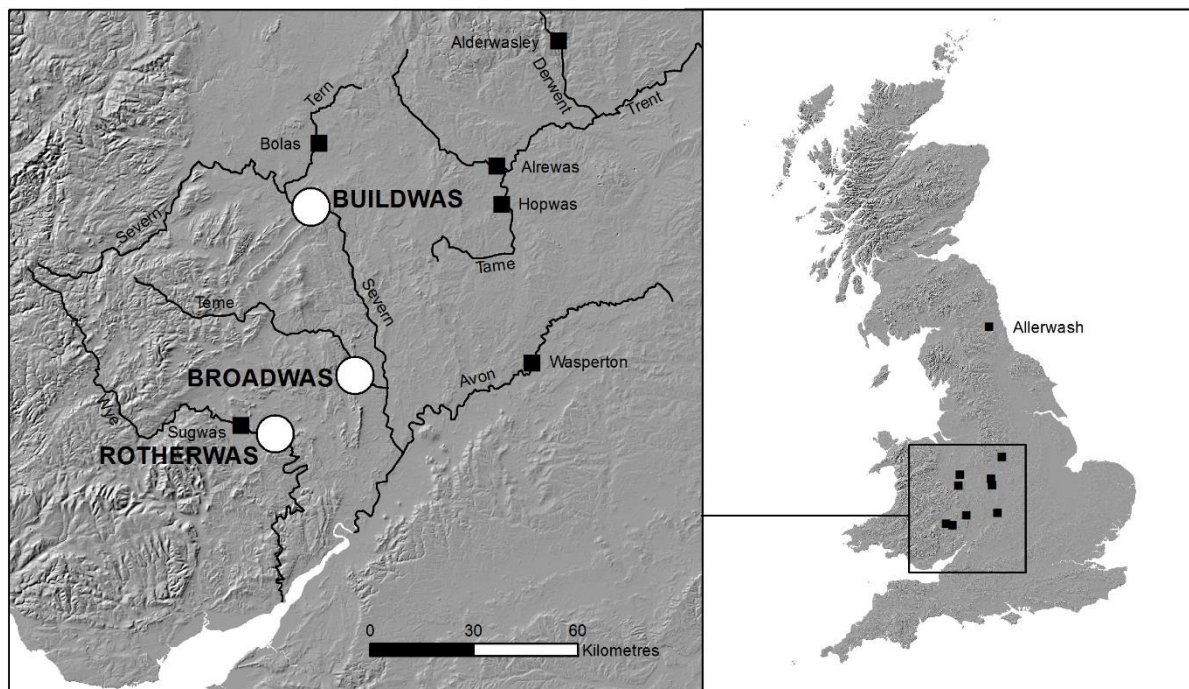 Alderwasley
Derwent
Trent
Tern
Bolas
Alrewas
BUILDWAS
Hopwas
Severn
Tame
Severn
Teme
BROADWAS
Wasperton
Avon
Wye
Sugwas
ROTHERWAS
0 30 60
Kilometres
Allerwash